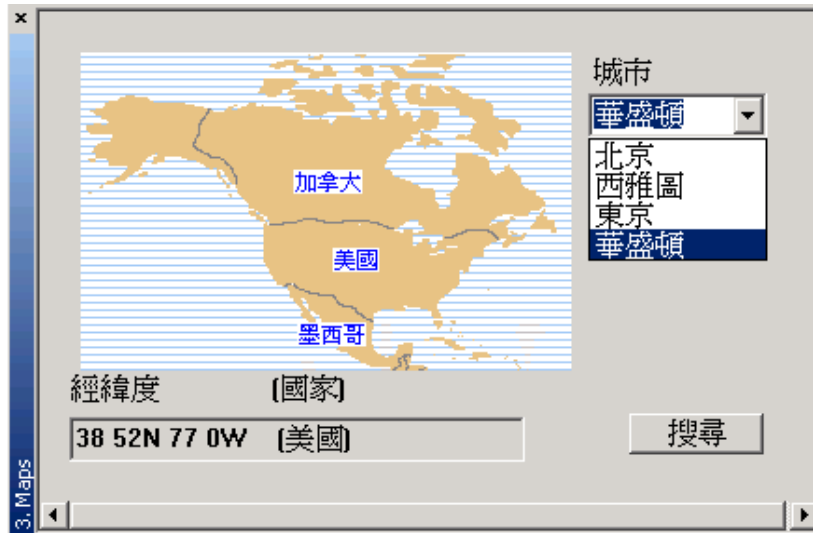 3. Maps
加拿大
美國
墨西哥
城市
華盛頓
北京
西雅圖
東京
華盛頓
經緯度 (國家)
38 52N 77 0W (美國)
搜尋